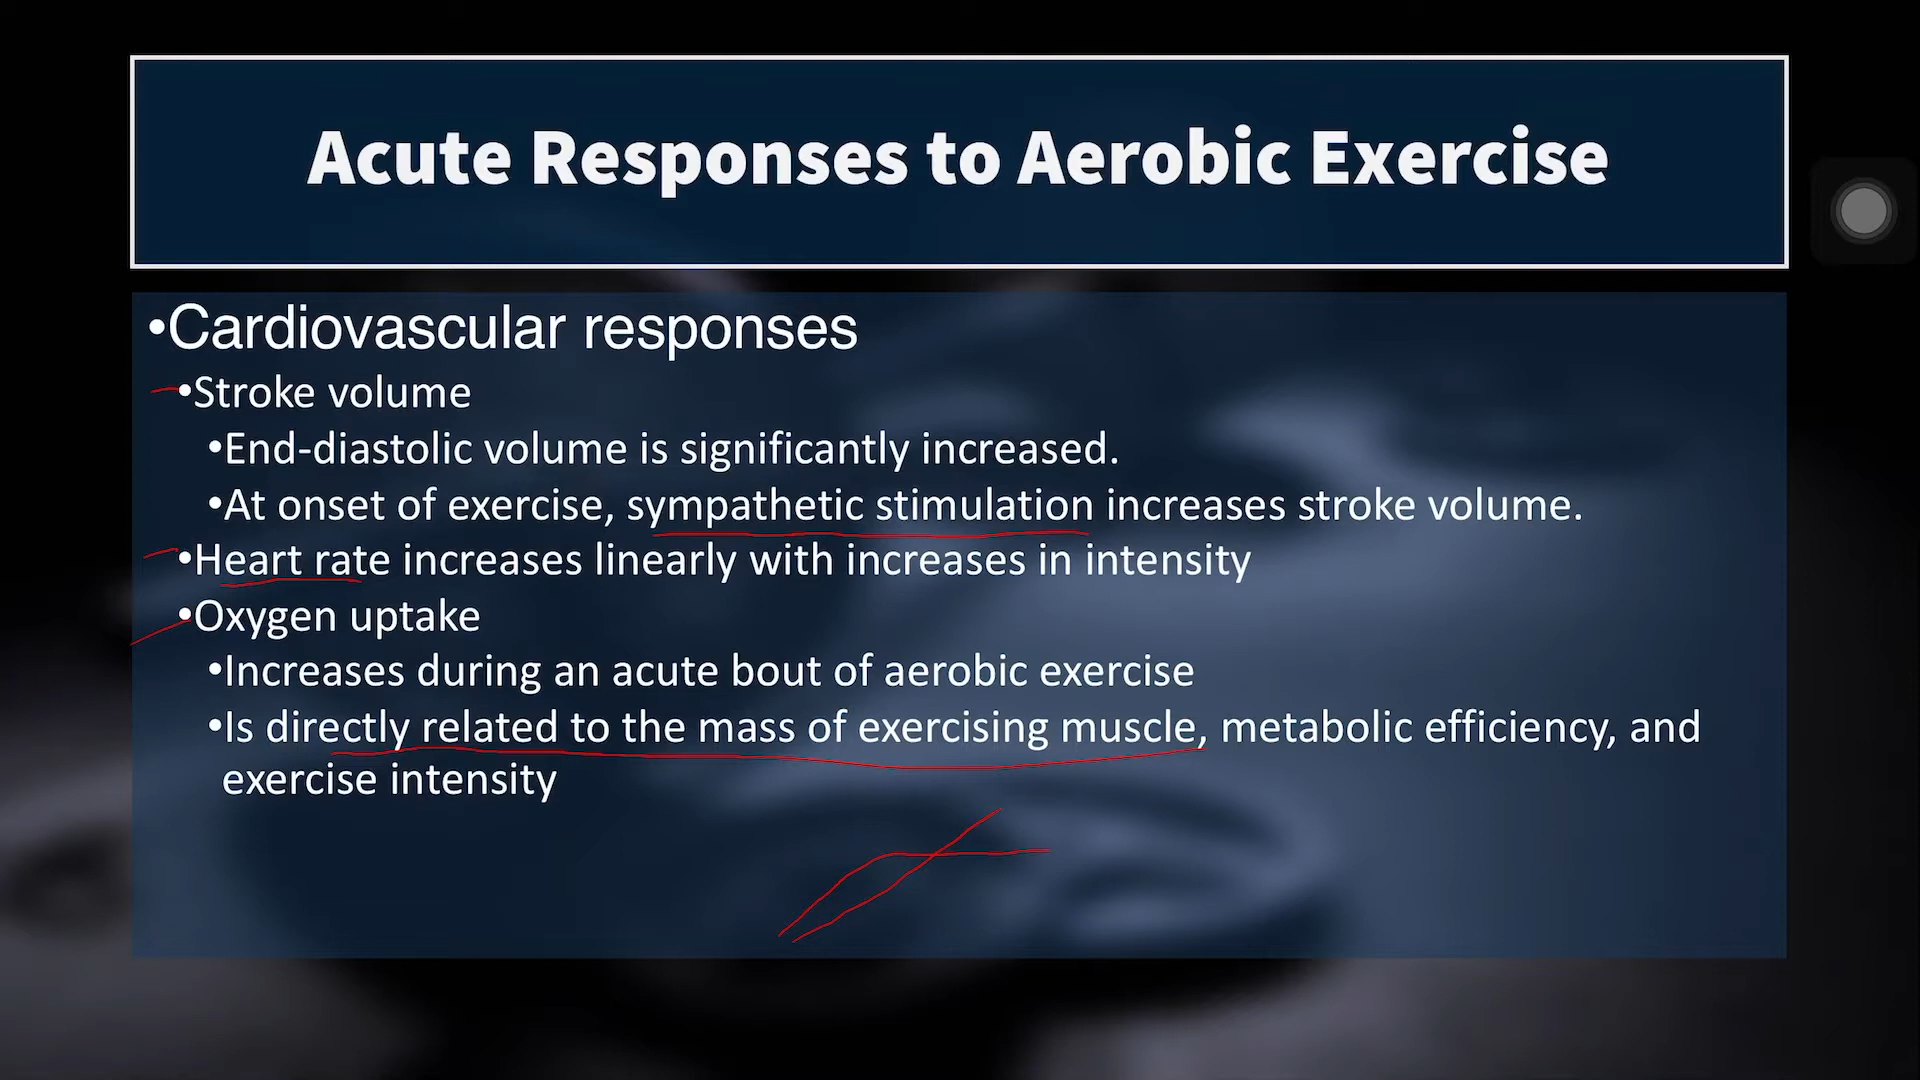 Acute Responses to Aerobic Exercise
•Cardiovascular responses
•Stroke volume
•End-diastolic volume is significantly increased.
•At onset of exercise, sympathetic stimulation increases stroke volume.
•Heart rate increases linearly with increases in intensity
•Oxygen uptake
•Increases during an acute bout of aerobic exercise
•Is directly related to the mass of exercising muscle, metabolic efficiency, and
exercise intensity